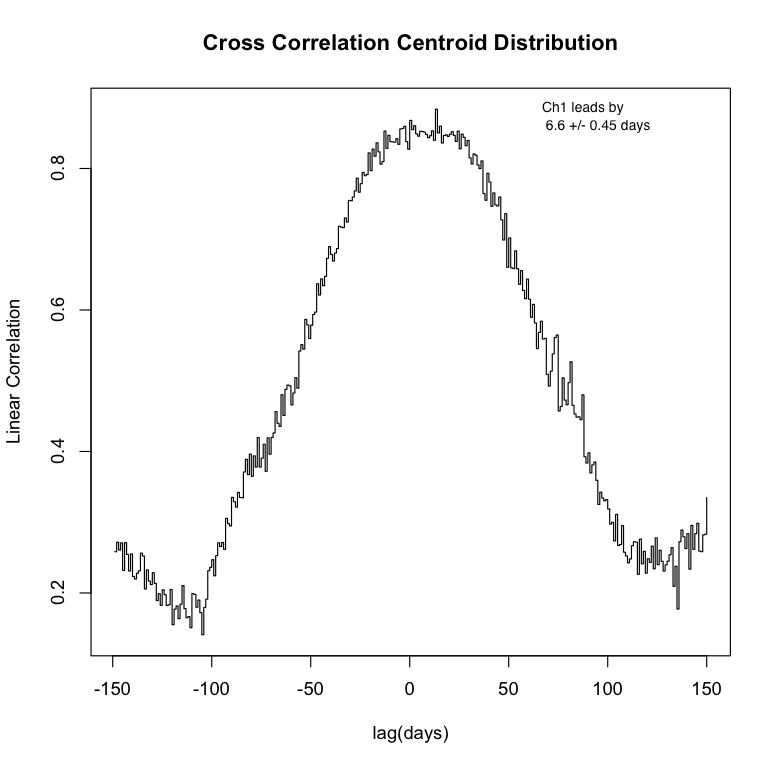 Cross Correlation Centroid Distribution
Ch1 leads by
6.6 +/- 0.45 days
Linear Correlation
0.8
0.6
0.4
0.2
-150 -100 -50 0 50 100 150
lag(days)